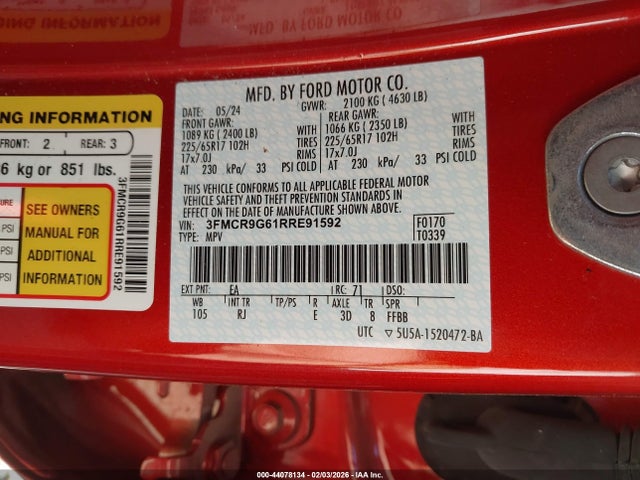 NG INFORMATION
FRONT: 2 REAR: 3
6 kg or 851 lbs.
SEE OWNERS
MANUAL FOR
ADDITIONAL
INFORMATION
PSI
PSI
3FMCR9G61RRE91592
MFD. BY FORD MOTOR CO.
DATE: 05/24 GVWR: 2100 KG ( 4630 LB)
FRONT GAWR: REAR GAWR:
1089 KG ( 2400 LB) WITH 1066 KG ( 2350 LB) WITH
225/65R17 102H TIRES 225/65R17 102H TIRES
17x7.0J RIMS 17x7.0J RIMS
AT 230 kPa/ 33 PSI COLD AT 230 kPa/ 33 PSI COLD
THIS VEHICLE CONFORMS TO ALL APPLICABLE FEDERAL MOTOR
VEHICLE SAFETY AND THEFT PREVENTION STANDARDS IN
EFFECT ON THE DATE OF MANUFACTURE SHOWN ABOVE.
VIN: 3FMCR9G61RRE91592 F0170
TYPE: MPV T0339
EXT PNT: EA RC: 71 DSO:
WB INT TR TP/PS R AXLE TR SPR
105 RJ E 3D 8 FFBB
UTC ▽ 5U5A-1520472-BA
000-44078134 - 02/03/2026 - IAA Inc.